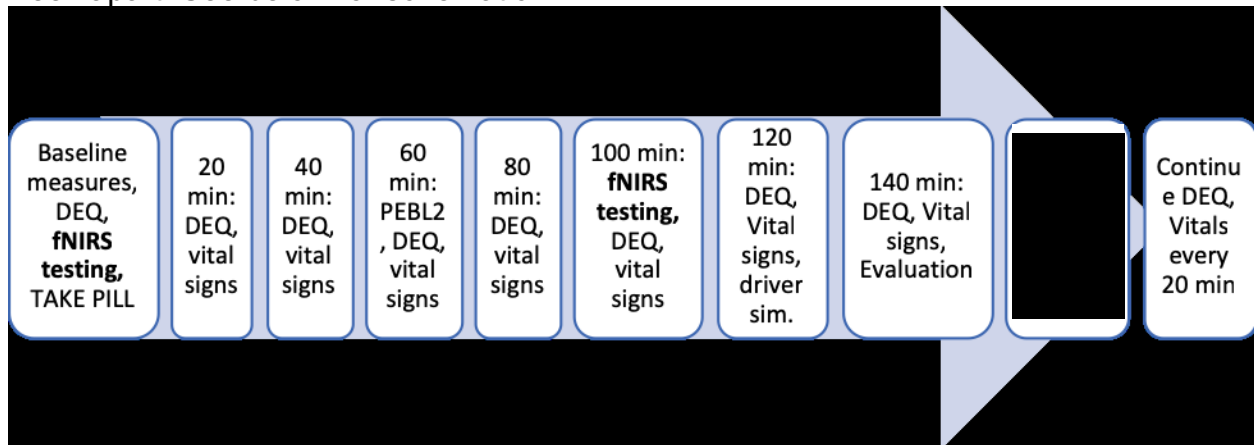 Baseline
measures,
DEQ,
fNIRS
testing,
TAKE PILL
20
min:
DEQ,
vital
signs
40
min:
DEQ,
vital
signs
60
min:
PEBL2
, DEQ,
vital
signs
80
min:
DEQ,
vital
signs
100 min:
fNIRS
testing,
DEQ,
vital
signs
120
min:
DEQ,
Vital
signs,
driver
sim.
140 min:
DEQ, Vital
signs,
Evaluation
Continu
e DEQ,
Vitals
every
20 min